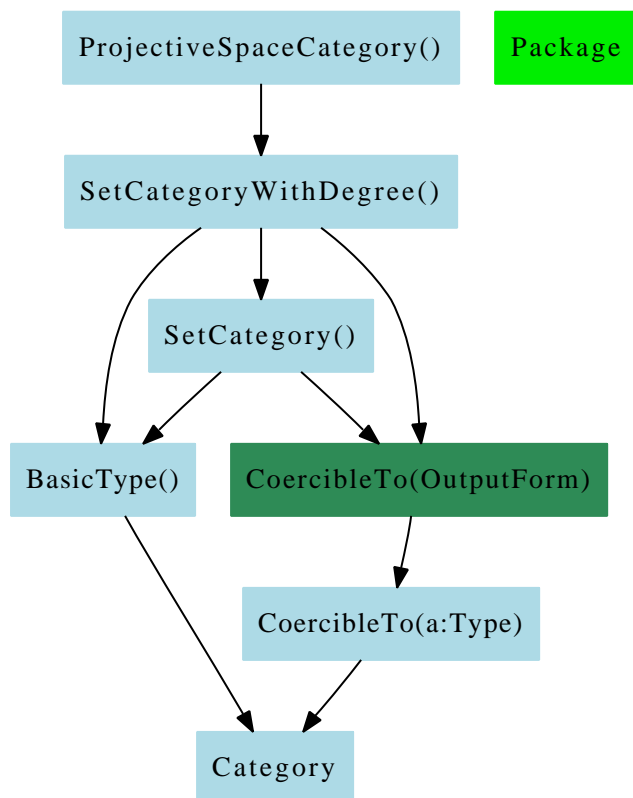 ProjectiveSpaceCategory()
Package
SetCategoryWithDegree()
SetCategory()
BasicType()
CoercibleTo(OutputForm)
CoercibleTo(a:Type)
Category